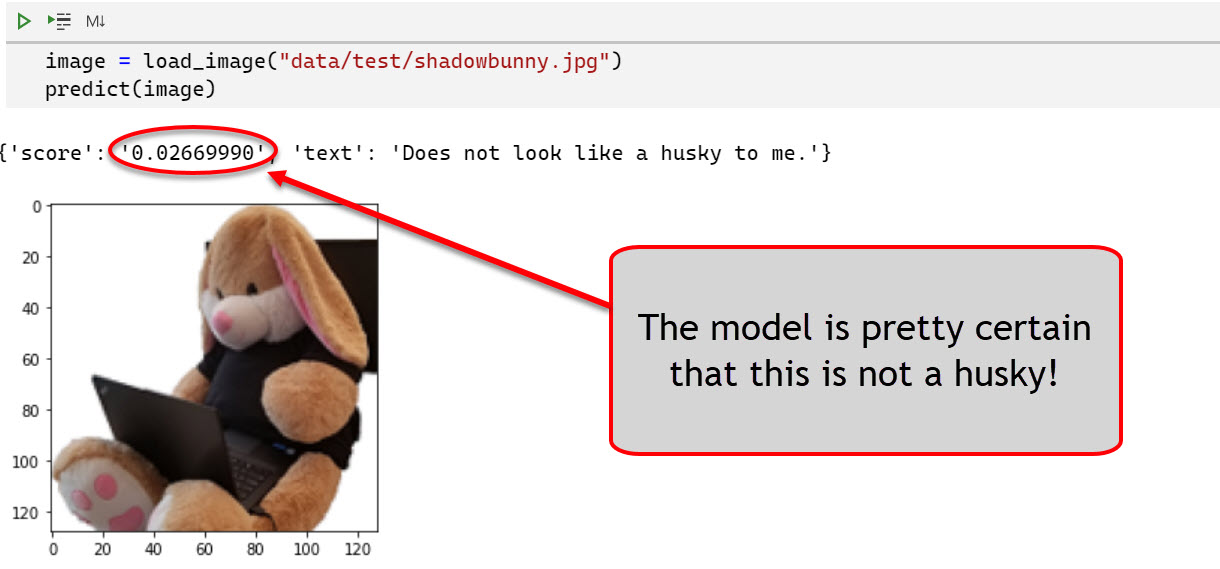 M↓
image = load_image("data/test/shadowbunny.jpg")
predict(image)
{'score': '0.02669990', 'text': 'Does not look like a husky to me.'}
The model is pretty certain
that this is not a husky!
0
20
40
60
80
100
120
0 20 40 60 80 100 120